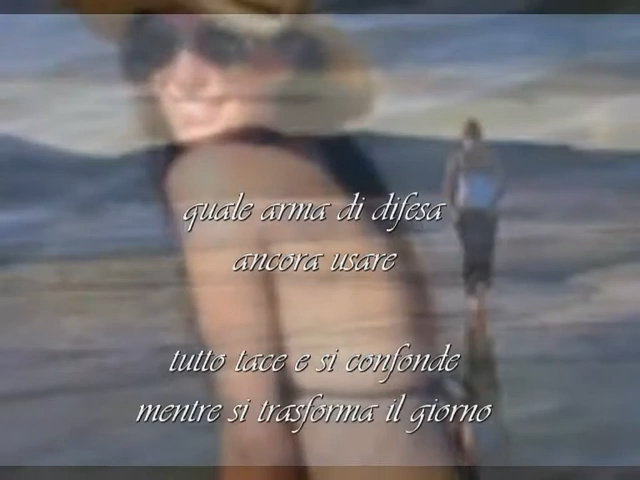 quale arma di difesa
ancora usare
tutto tace e si confonde
mentre si trasforma il giorno